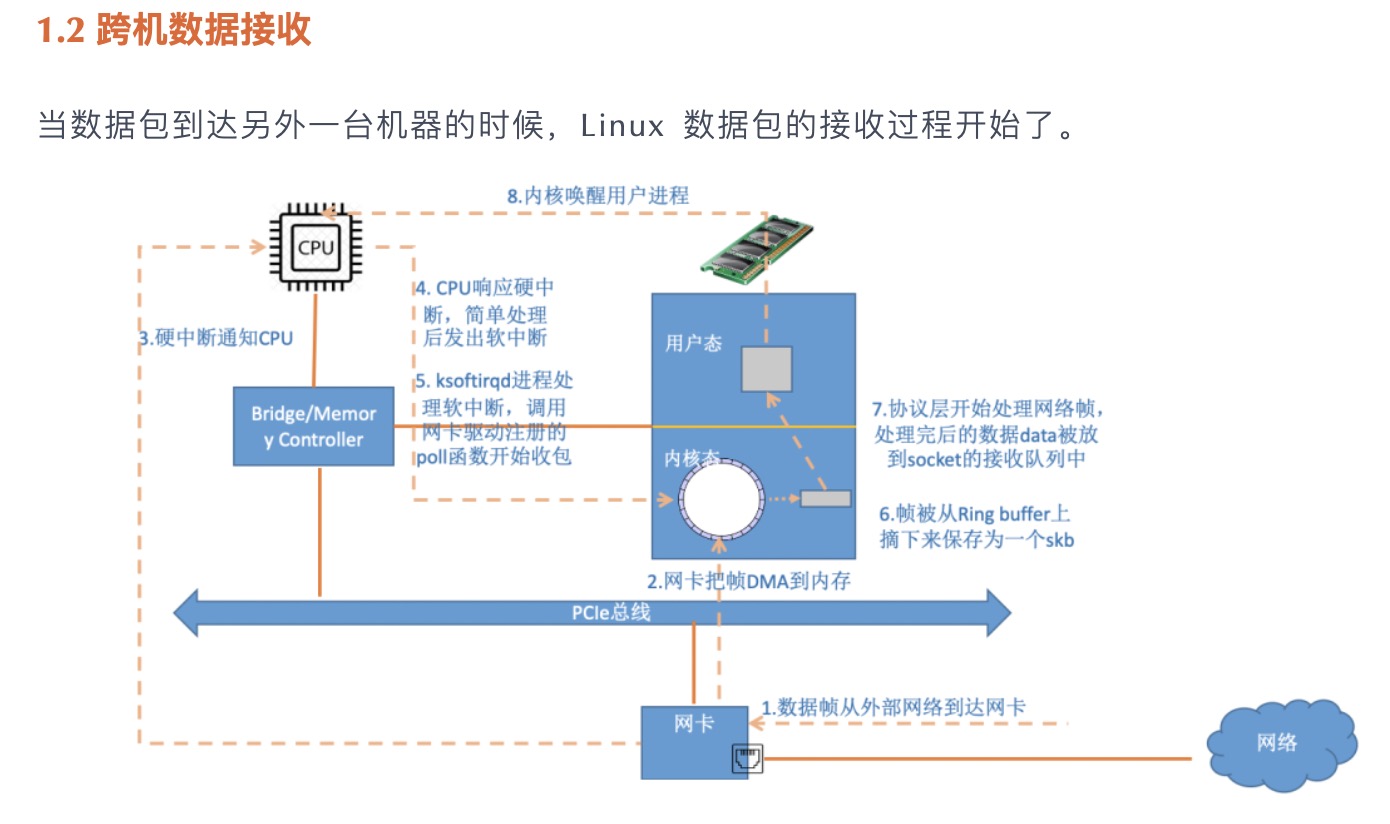 1.2 跨机数据接收
当数据包到达另外一台机器的时候，Linux 数据包的接收过程开始了。
8.内核唤醒用户进程
CPU
3.硬中断通知CPU
4. CPU响应硬中
断，简单处理
后发出软中断
5. ksoftirqd进程处
理软中断，调用
网卡驱动注册的
poll函数开始收包
Bridge/Memor
y Controller
用户态
内核态
7.协议层开始处理网络帧，
处理完后的数据data被放
到socket的接收队列中
6.帧被从Ring buffer上
摘下来保存为一个skb
2.网卡把帧DMA到内存
PCIe总线
1.数据帧从外部网络到达网卡
网卡
网络